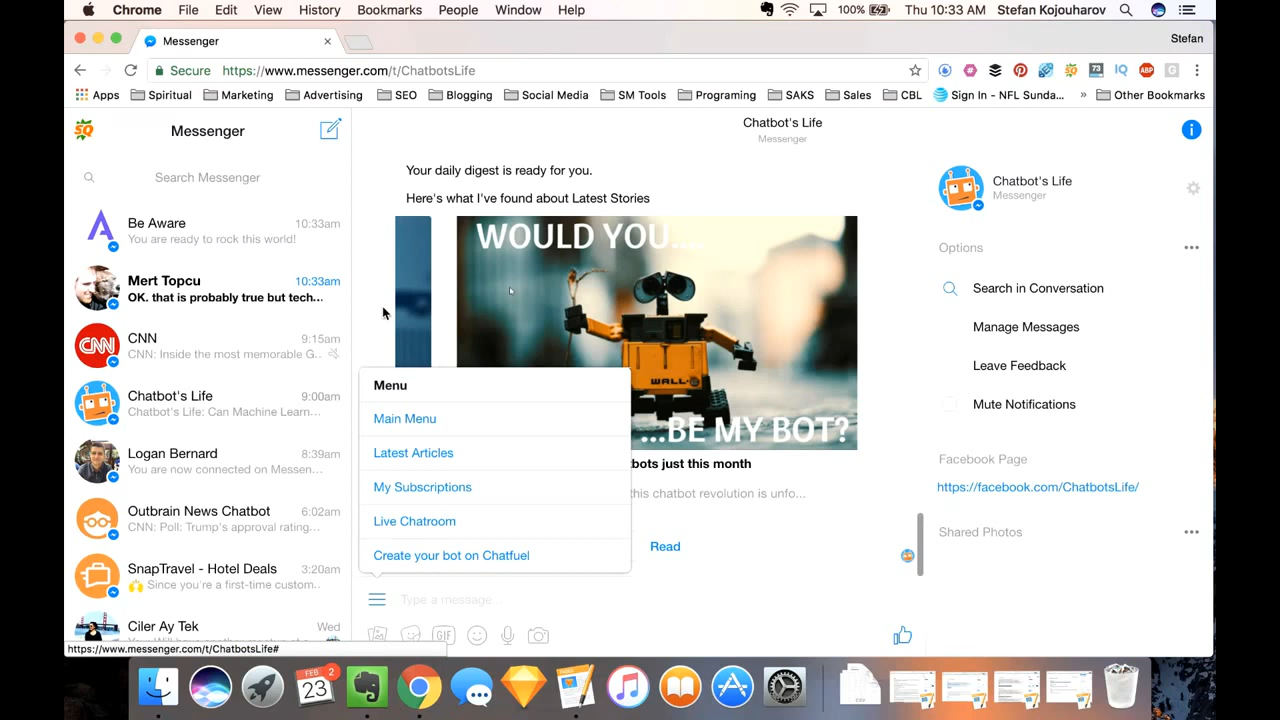 Chrome File Edit View History Bookmarks People Window Help 100% Thu 10:33 AM Stefan Kojouharov
Messenger Stefan
Secure https://www.messenger.com/t/ChatbotsLife
Apps Spiritual Marketing Advertising SEO Blogging Social Media SM Tools Programing SAKS Sales CBL Sign In - NFL Sunda... » Other Bookmarks
Messenger
Search Messenger
Be Aware 10:33am
You are ready to rock this world!
Mert Topcu 10:33am
OK. that is probably true but tech...
CNN 9:15am
CNN: Inside the most memorable G..
Chatbot's Life 9:00am
Chatbot's Life: Can Machine Learn...
Logan Bernard 8:39am
You are now connected on Messen...
Outbrain News Chatbot 6:02am
CNN: Poll: Trump's approval rating...
SnapTravel - Hotel Deals 3:20am
Since you're a first-time custom..
Ciler Ay Tek Wed
https://www.messenger.com/t/ChatbotsLife#
Chatbot's Life
Messenger
Your daily digest is ready for you.
Here's what I've found about Latest Stories
WOULD YOU....
WALL·E
...BE MY BOT?
bots just this month
this chatbot revolution is unfo...
Read
Menu
Main Menu
Latest Articles
My Subscriptions
Live Chatroom
Create your bot on Chatfuel
Type a message...
GIF
Chatbot's Life
Messenger
Options
Search in Conversation
Manage Messages
Leave Feedback
Mute Notifications
Facebook Page
https://facebook.com/ChatbotsLife/
Shared Photos
FEB 2
23